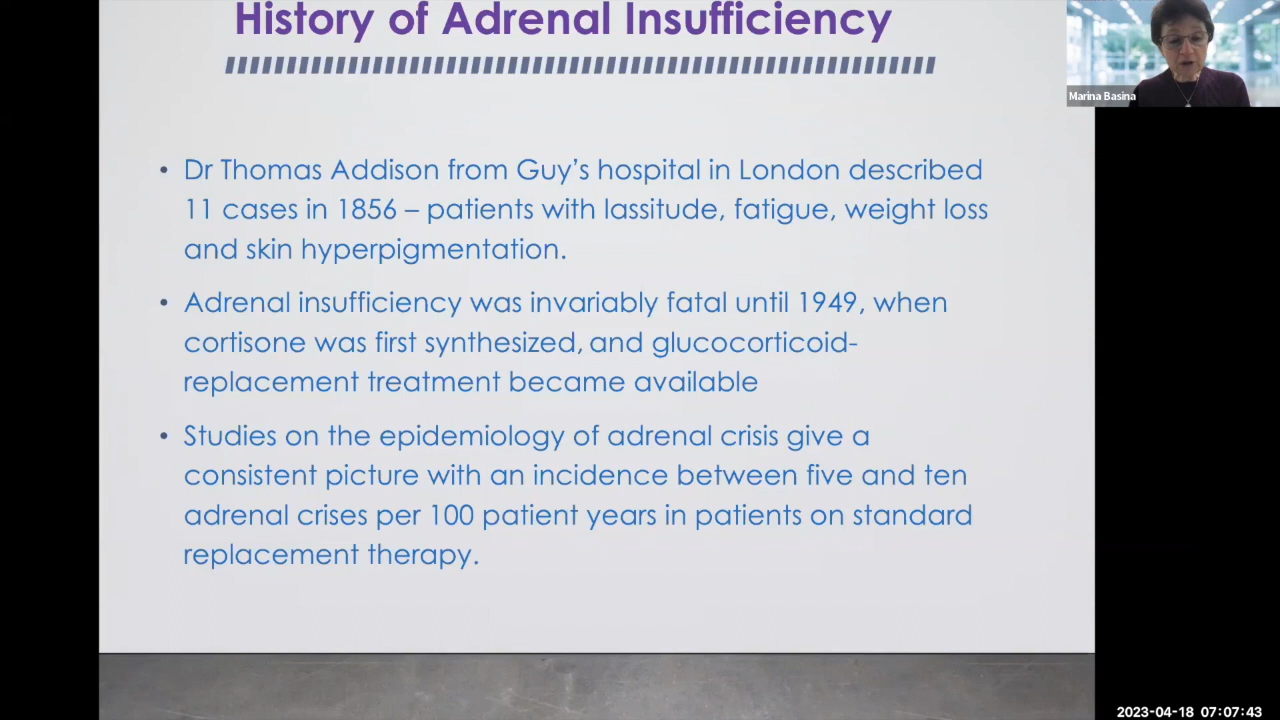 History of Adrenal Insufficiency
Marina Basina
• Dr Thomas Addison from Guy’s hospital in London described
11 cases in 1856 – patients with lassitude, fatigue, weight loss
and skin hyperpigmentation.
• Adrenal insufficiency was invariably fatal until 1949, when
cortisone was first synthesized, and glucocorticoid-
replacement treatment became available
• Studies on the epidemiology of adrenal crisis give a
consistent picture with an incidence between five and ten
adrenal crises per 100 patient years in patients on standard
replacement therapy.
2023-04-18 07:07:43